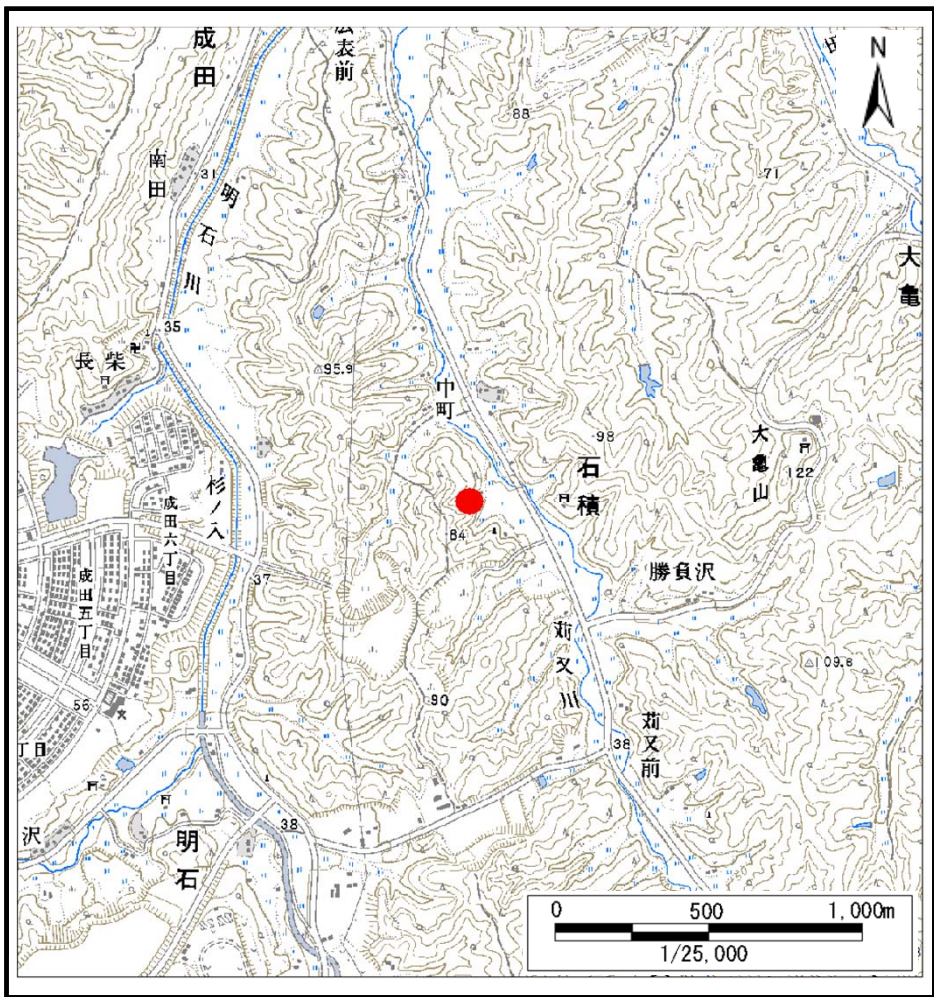 成田
広表前
N
88
南田
31
71
明石川
大亀
35
長柴
95.9
中町
98
石積
大亀山
122
杉ノ入
成田六丁目
84
勝負沢
37
成田五丁目
苅又川
109.8
90
56
苅又前
38
丁目
38
沢
明石
0 500 1,000m
1/25,000